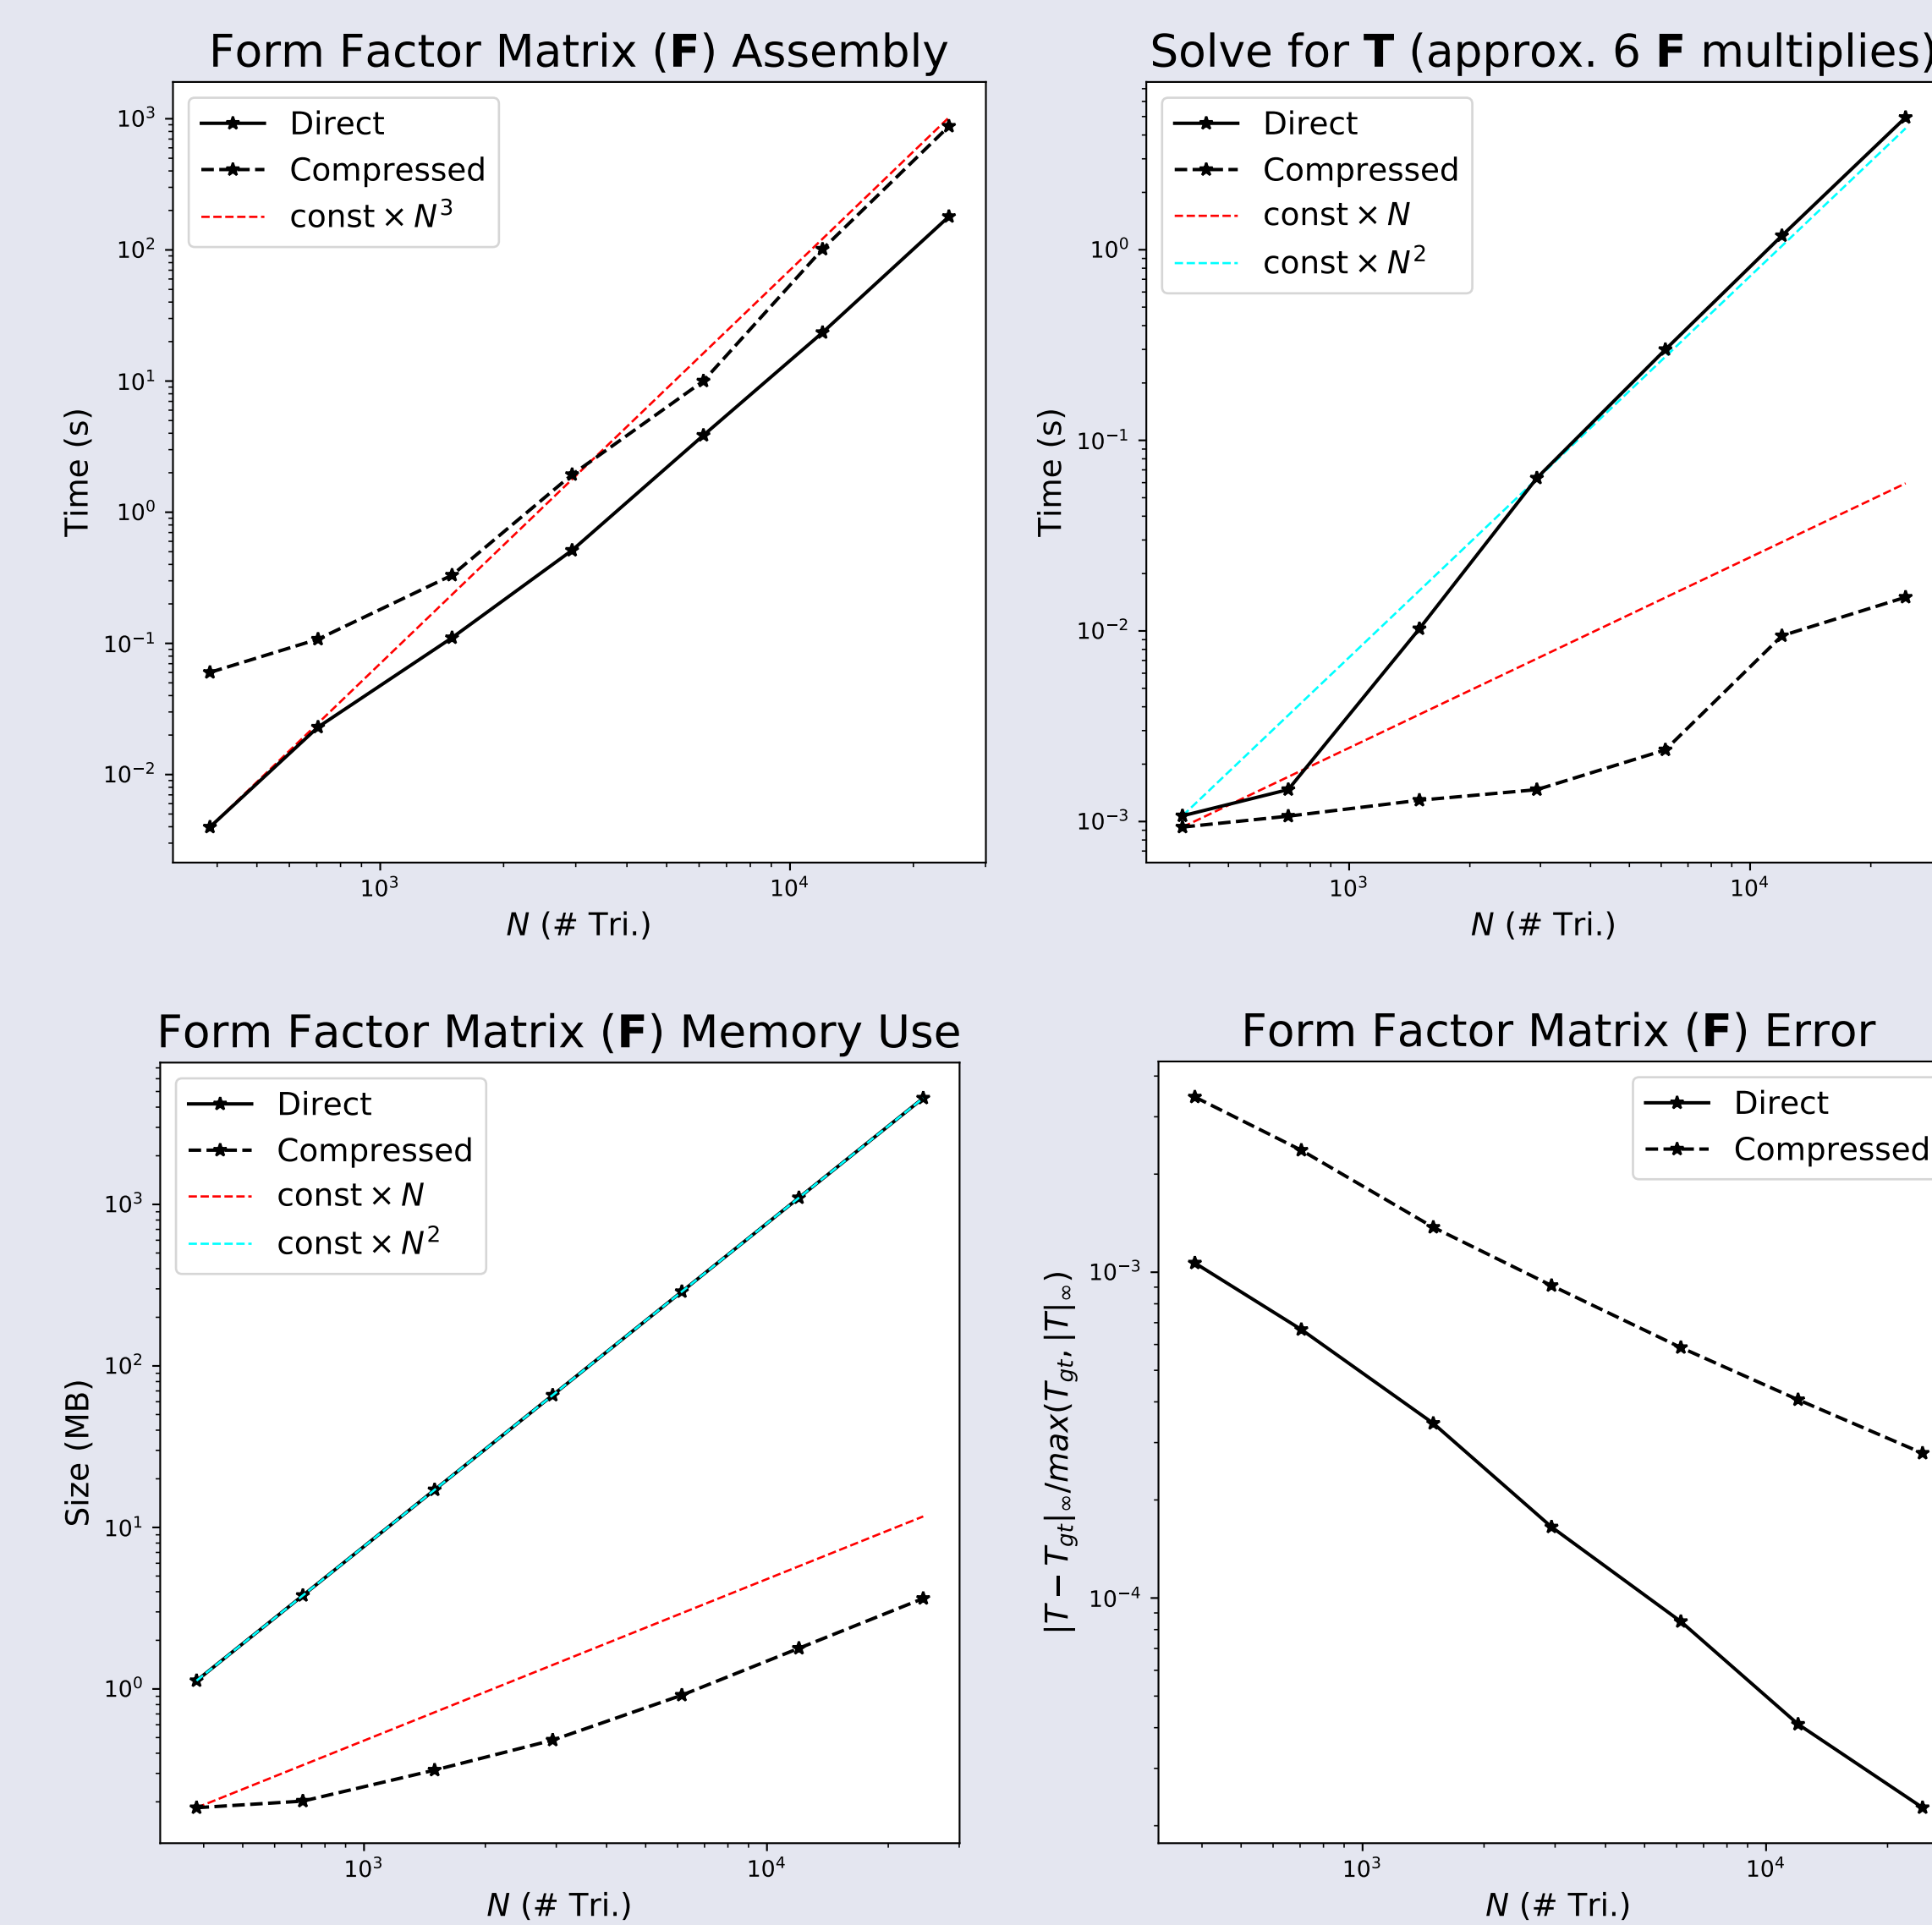 Form Factor Matrix (F) Assembly
Direct
Compressed
const × N³
10³
10²
10¹
10⁰
10⁻¹
10⁻²
Time (s)
10³ 10⁴
N (# Tri.)
Solve for T (approx. 6 F multiplies)
Direct
Compressed
const × N
const × N²
10⁰
10⁻¹
10⁻²
10⁻³
Time (s)
10³ 10⁴
N (# Tri.)
Form Factor Matrix (F) Memory Use
Direct
Compressed
const × N
const × N²
10³
10²
10¹
10⁰
Size (MB)
10³ 10⁴
N (# Tri.)
Form Factor Matrix (F) Error
Direct
Compressed
10⁻³
10⁻⁴
|T − T_gt|_∞/max(T_gt, |T|_∞)
10³ 10⁴
N (# Tri.)